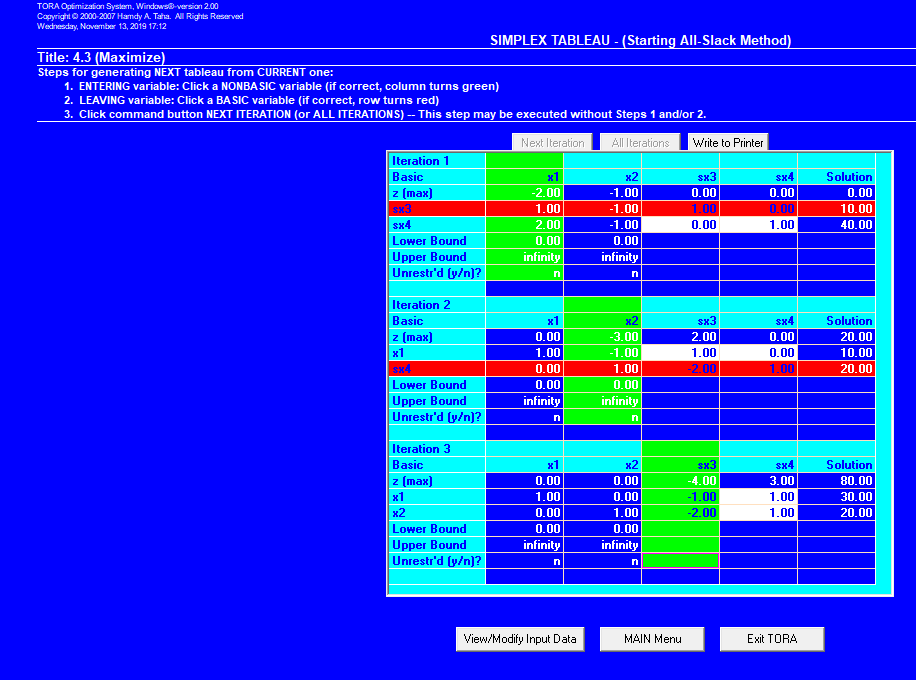 TORA Optimization System, Windows®-version 2.00
Copyright © 2000-2007 Hamdy A. Taha. All Rights Reserved
Wednesday, November 13, 2019 17:12
SIMPLEX TABLEAU - (Starting All-Slack Method)
Title: 4.3 (Maximize)
Steps for generating NEXT tableau from CURRENT one:
1. ENTERING variable: Click a NONBASIC variable (if correct, column turns green)
2. LEAVING variable: Click a BASIC variable (if correct, row turns red)
3. Click command button NEXT ITERATION (or ALL ITERATIONS) -- This step may be executed without Steps 1 and/or 2.
Next Iteration All Iterations Write to Printer
Iteration 1
Basic x1 x2 sx3 sx4 Solution
z (max) -2.00 -1.00 0.00 0.00 0.00
sx3 1.00 -1.00 1.00 0.00 10.00
sx4 2.00 -1.00 0.00 1.00 40.00
Lower Bound 0.00 0.00
Upper Bound infinity infinity
Unrestr'd (y/n)? n n
Iteration 2
Basic x1 x2 sx3 sx4 Solution
z (max) 0.00 -3.00 2.00 0.00 20.00
x1 1.00 -1.00 1.00 0.00 10.00
sx4 0.00 1.00 -2.00 1.00 20.00
Lower Bound 0.00 0.00
Upper Bound infinity infinity
Unrestr'd (y/n)? n n
Iteration 3
Basic x1 x2 sx3 sx4 Solution
z (max) 0.00 0.00 -4.00 3.00 80.00
x1 1.00 0.00 -1.00 1.00 30.00
x2 0.00 1.00 -2.00 1.00 20.00
Lower Bound 0.00 0.00
Upper Bound infinity infinity
Unrestr'd (y/n)? n n
View/Modify Input Data MAIN Menu Exit TORA